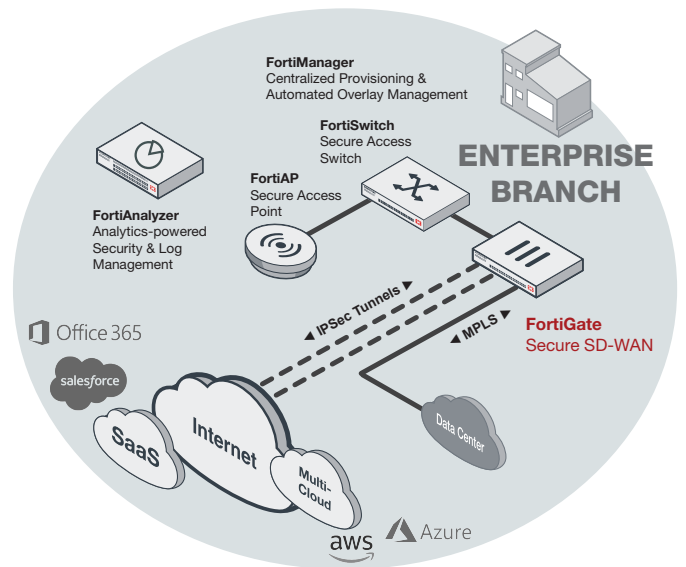 FortiManager
Centralized Provisioning &
Automated Overlay Management
FortiSwitch
Secure Access
Switch
ENTERPRISE
BRANCH
FortiAP
Secure Access
Point
FortiAnalyzer
Analytics-powered
Security & Log
Management
◄ IPSec Tunnels ►
◄ MPLS ►
FortiGate
Secure SD-WAN
Office 365
salesforce
SaaS
Internet
Multi-
Cloud
Data Center
aws
Azure